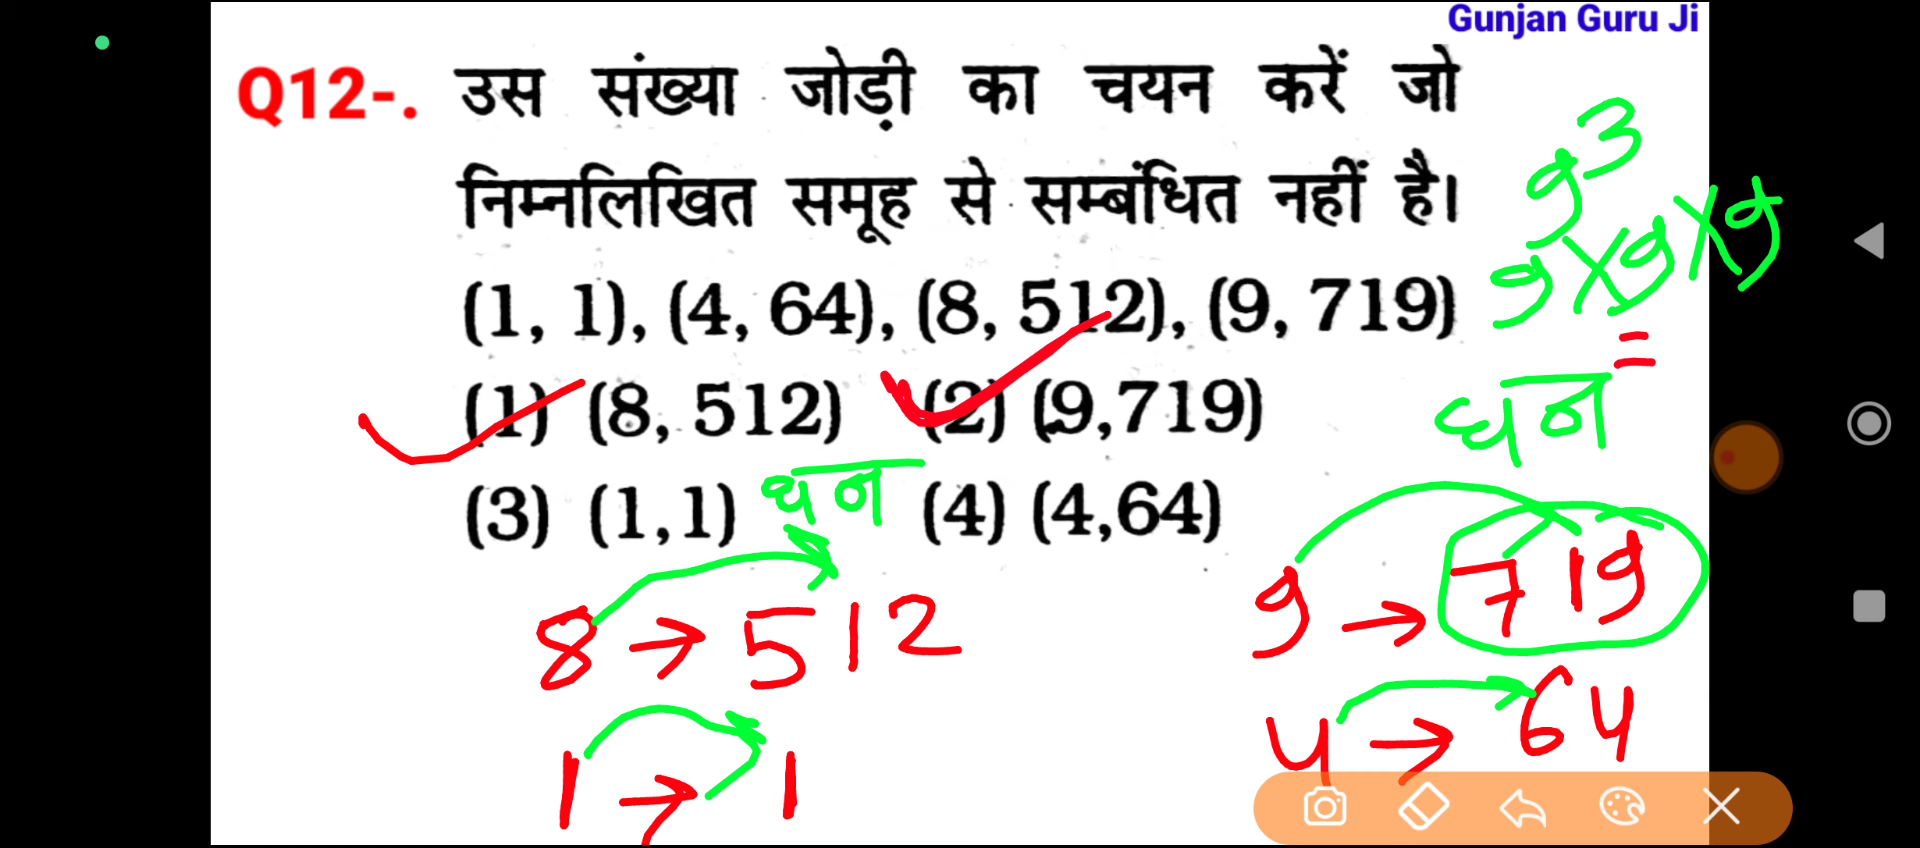 Gunjan Guru Ji
Q12-. उस संख्या जोड़ी का चयन करें जो
निम्नलिखित समूह से सम्बंधित नहीं है।
(1, 1), (4, 64), (8, 512), (9, 719)
(1) (8, 512) (2) (9,719)
(3) (1,1) (4) (4,64)
9³
9×9×9
=
घन
घन
8 → 512
9 → 719
1 → 1
4 → 64